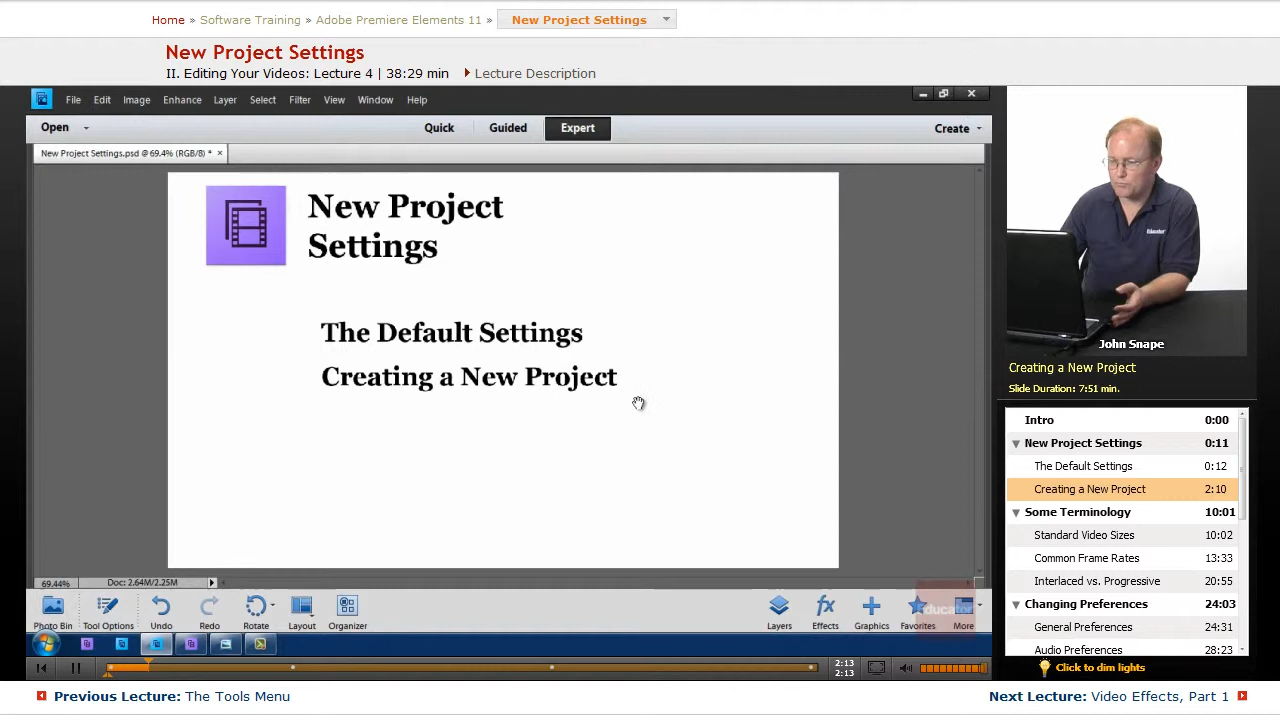 Home » Software Training » Adobe Premiere Elements 11 » New Project Settings
New Project Settings
II. Editing Your Videos: Lecture 4 | 38:29 min Lecture Description
File Edit Image Enhance Layer Select Filter View Window Help
Open Quick Guided Expert Create
New Project Settings.psd @ 69.4% (RGB/8) * ×
New Project
Settings
The Default Settings
Creating a New Project
69.44% Doc: 2.64M/2.25M
Photo Bin Tool Options Undo Redo Rotate Layout Organizer Layers Effects Graphics Favorites More
Educator
John Snape
Creating a New Project
Slide Duration: 7:51 min.
Intro 0:00
New Project Settings 0:11
The Default Settings 0:12
Creating a New Project 2:10
Some Terminology 10:01
Standard Video Sizes 10:02
Common Frame Rates 13:33
Interlaced vs. Progressive 20:55
Changing Preferences 24:03
General Preferences 24:31
Audio Preferences 28:23
2:13
2:13
Click to dim lights
Previous Lecture: The Tools Menu
Next Lecture: Video Effects, Part 1